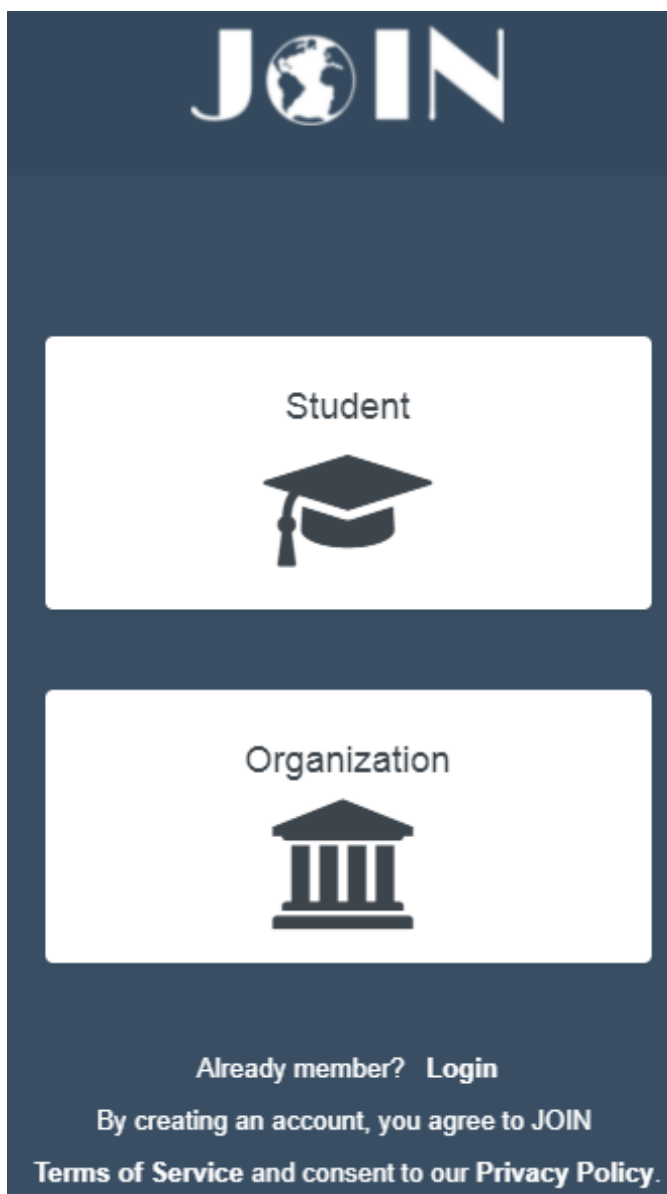 JOIN
Student
Organization
Already member? Login
By creating an account, you agree to JOIN
Terms of Service and consent to our Privacy Policy.